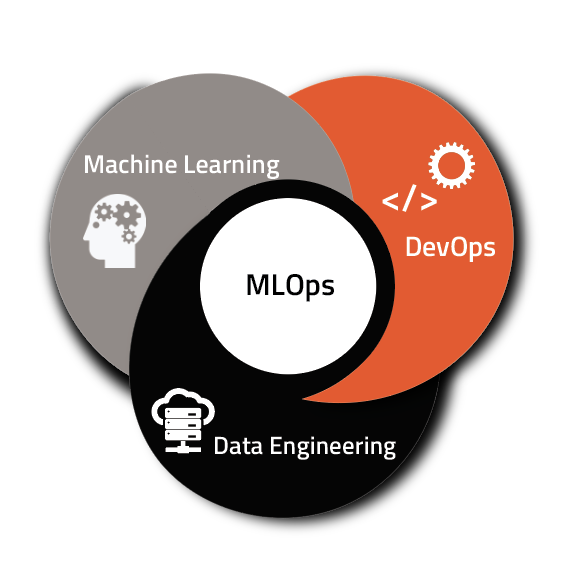 Machine Learning
</>
DevOps
MLOps
Data Engineering